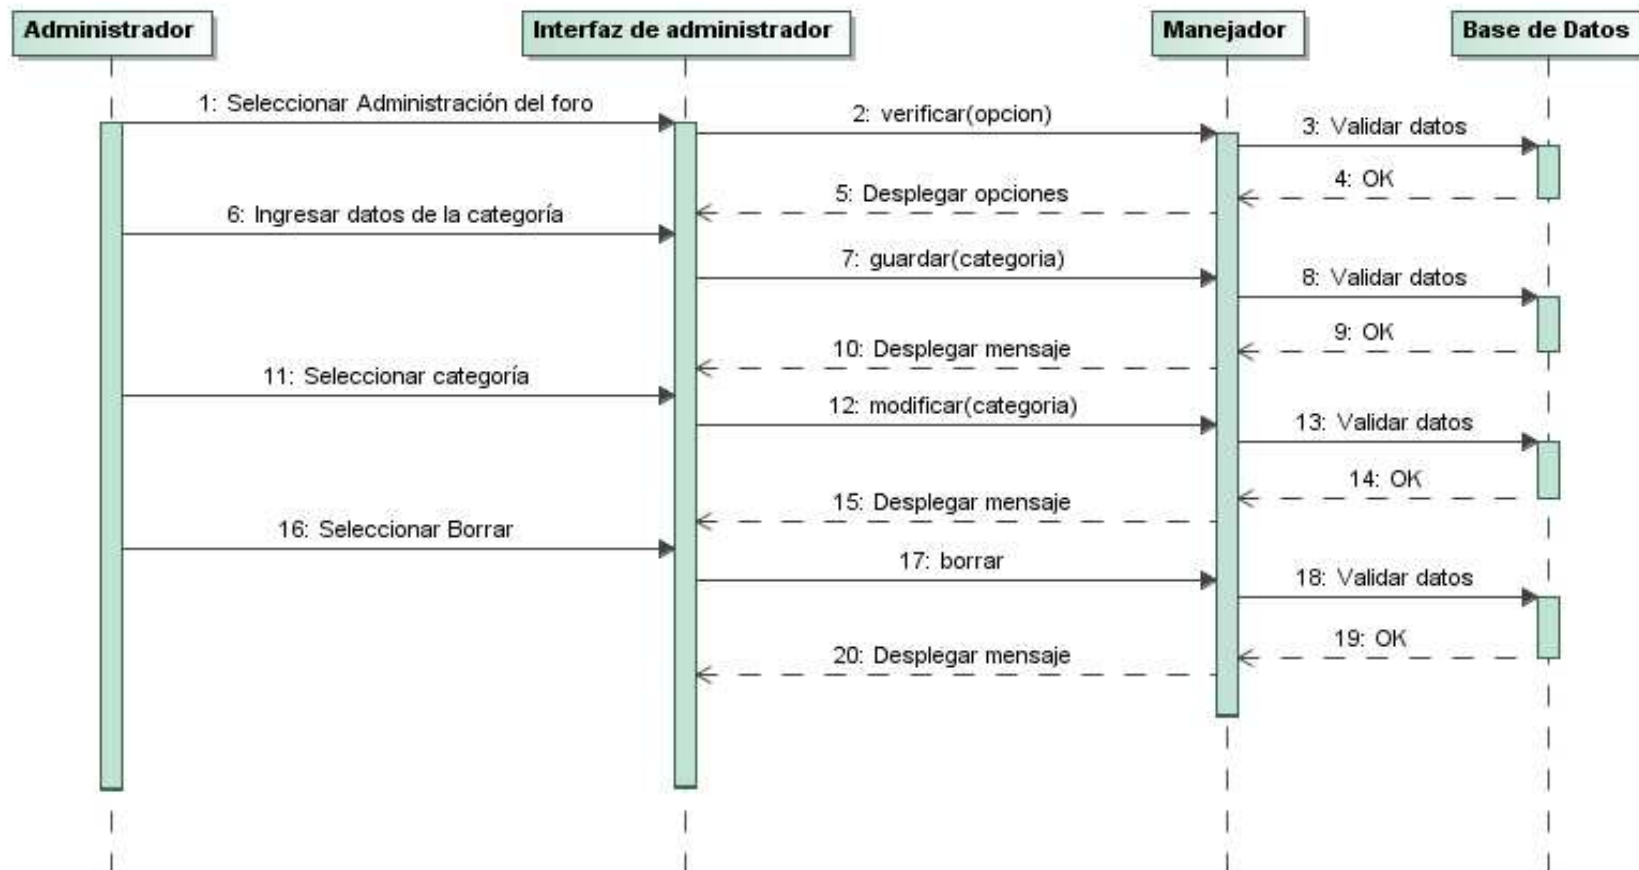 Administrador
Interfaz de administrador
Manejador
Base de Datos
1: Seleccionar Administración del foro
2: verificar(opcion)
3: Validar datos
4: OK
5: Desplegar opciones
6: Ingresar datos de la categoría
7: guardar(categoria)
8: Validar datos
9: OK
10: Desplegar mensaje
11: Seleccionar categoría
12: modificar(categoria)
13: Validar datos
14: OK
15: Desplegar mensaje
16: Seleccionar Borrar
17: borrar
18: Validar datos
19: OK
20: Desplegar mensaje